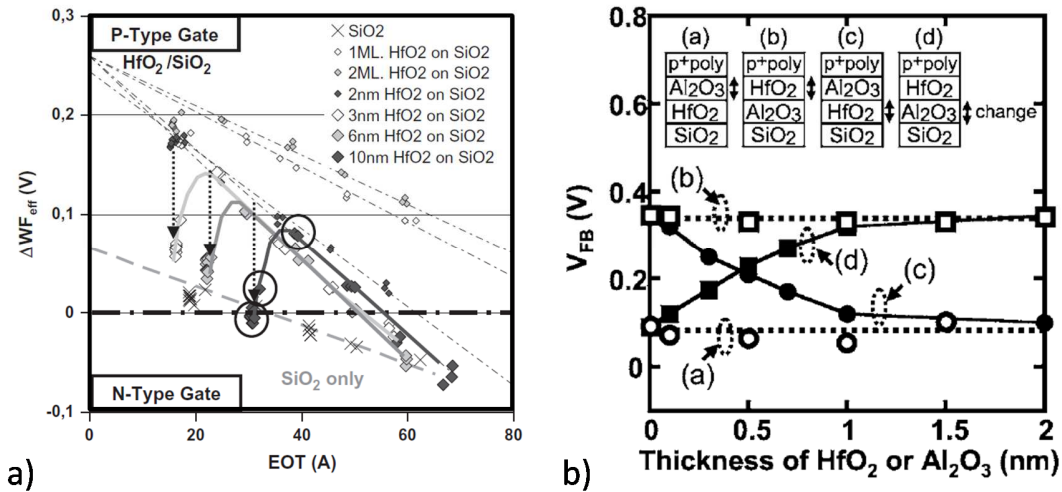 P-Type Gate
HfO2 /SiO2
SiO2
1ML. HfO2 on SiO2
2ML. HfO2 on SiO2
2nm HfO2 on SiO2
3nm HfO2 on SiO2
6nm HfO2 on SiO2
10nm HfO2 on SiO2
0,3
0,2
0,1
0
-0,1
ΔWFeff (V)
SiO2 only
N-Type Gate
0 20 40 60 80
EOT (A)
a)
(a) (b) (c) (d)
p+poly p+poly p+poly p+poly
Al2O3 HfO2 Al2O3 HfO2
HfO2 Al2O3 HfO2 Al2O3 change
SiO2 SiO2 SiO2 SiO2
0.8
0.6
0.4
0.2
0
VFB (V)
(b)
(d)
(c)
(a)
0 0.5 1 1.5 2
Thickness of HfO2 or Al2O3 (nm)
b)